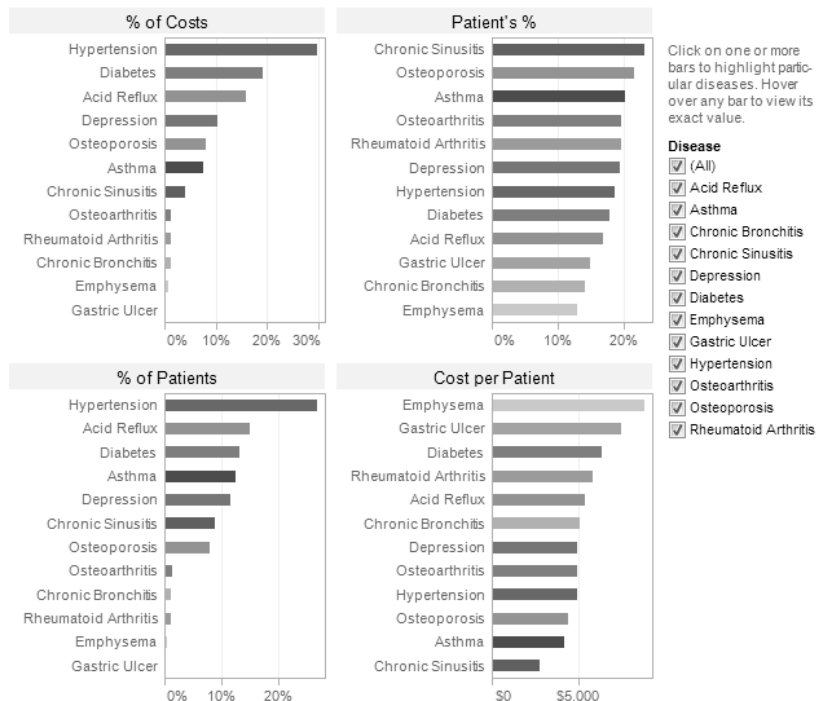 % of Costs
Hypertension
Diabetes
Acid Reflux
Depression
Osteoporosis
Asthma
Chronic Sinusitis
Osteoarthritis
Rheumatoid Arthritis
Chronic Bronchitis
Emphysema
Gastric Ulcer
0% 10% 20% 30%
Patient's %
Chronic Sinusitis
Osteoporosis
Asthma
Osteoarthritis
Rheumatoid Arthritis
Depression
Hypertension
Diabetes
Acid Reflux
Gastric Ulcer
Chronic Bronchitis
Emphysema
0% 10% 20%
% of Patients
Hypertension
Acid Reflux
Diabetes
Asthma
Depression
Chronic Sinusitis
Osteoporosis
Osteoarthritis
Chronic Bronchitis
Rheumatoid Arthritis
Emphysema
Gastric Ulcer
0% 10% 20%
Cost per Patient
Emphysema
Gastric Ulcer
Diabetes
Rheumatoid Arthritis
Acid Reflux
Chronic Bronchitis
Depression
Osteoarthritis
Hypertension
Osteoporosis
Asthma
Chronic Sinusitis
$0 $5.000
Click on one or more
bars to highlight partic-
ular diseases. Hover
over any bar to view its
exact value.
Disease
(All)
Acid Reflux
Asthma
Chronic Bronchitis
Chronic Sinusitis
Depression
Diabetes
Emphysema
Gastric Ulcer
Hypertension
Osteoarthritis
Osteoporosis
Rheumatoid Arthritis